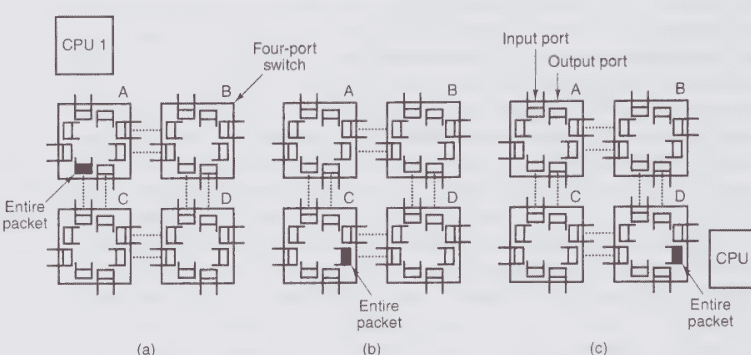 CPU 1
Four-port
switch
A
B
C
D
Entire
packet
(a)
A
B
C
D
Entire
packet
(b)
Input port
Output port
A
B
C
D
CPU
Entire
packet
(c)